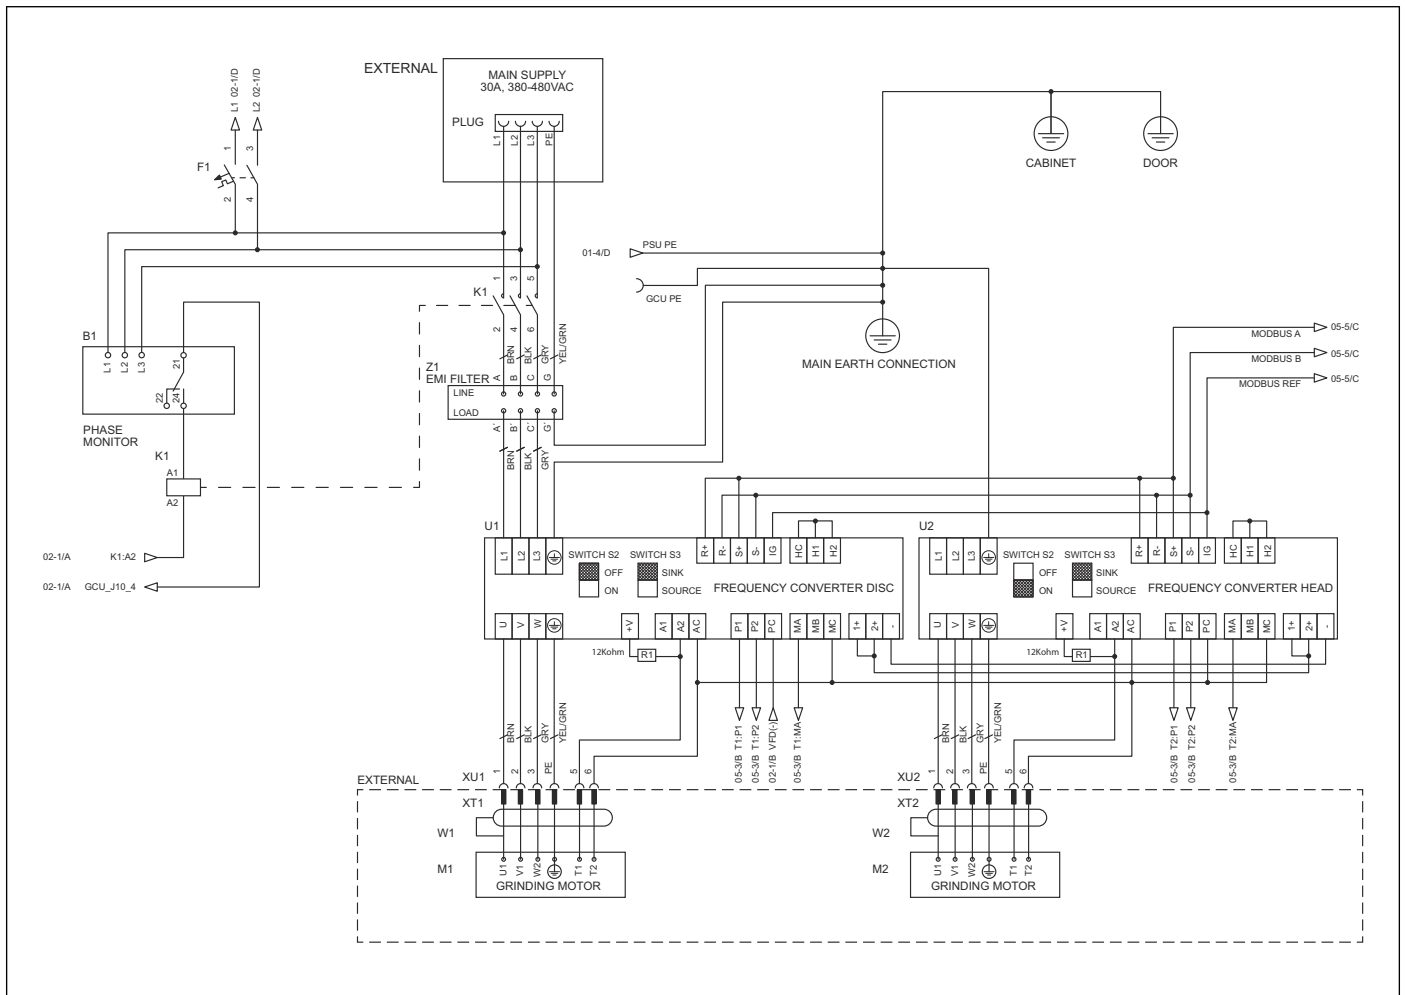 EXTERNAL
MAIN SUPPLY
30A, 380-480VAC
PLUG
L1
L2
L3
PE
L1 02-1/D
L2 02-1/D
1
3
F1
2
4
CABINET
DOOR
01-4/D
PSU PE
GCU PE
MAIN EARTH CONNECTION
1
3
5
K1
2
4
6
BRN
BLK
GRY
YEL/GRN
Z1
EMI FILTER
A
B
C
G
LINE
LOAD
A´
B´
C´
G´
BRN
BLK
GRY
B1
L1
L2
L3
21
22
24
PHASE
MONITOR
K1
A1
A2
02-1/A
K1:A2
02-1/A
GCU_J10_4
MODBUS A
05-5/C
MODBUS B
05-5/C
MODBUS REF
05-5/C
U1
L1
L2
L3
SWITCH S2
OFF
ON
SWITCH S3
SINK
SOURCE
R+
R-
S+
S-
IG
HC
H1
H2
FREQUENCY CONVERTER DISC
U
V
W
+V
A1
A2
AC
P1
P2
PC
MA
MB
MC
1+
2+
-
12Kohm
R1
U2
L1
L2
L3
SWITCH S2
OFF
ON
SWITCH S3
SINK
SOURCE
R+
R-
S+
S-
IG
HC
H1
H2
FREQUENCY CONVERTER HEAD
U
V
W
+V
A1
A2
AC
P1
P2
PC
MA
MB
MC
1+
2+
-
12Kohm
R1
BRN
BLK
GRY
YEL/GRN
05-3/B T1:P1
05-3/B T1:P2
02-1/B VFD(-)
05-3/B T1:MA
BRN
BLK
GRY
YEL/GRN
05-3/B T2:P1
05-3/B T2:P2
05-3/B T2:MA
EXTERNAL
XU1
1
2
3
PE
5
6
XT1
W1
M1
U1
V1
W2
T1
T2
GRINDING MOTOR
XU2
1
2
3
PE
5
6
XT2
W2
M2
U1
V1
W2
T1
T2
GRINDING MOTOR